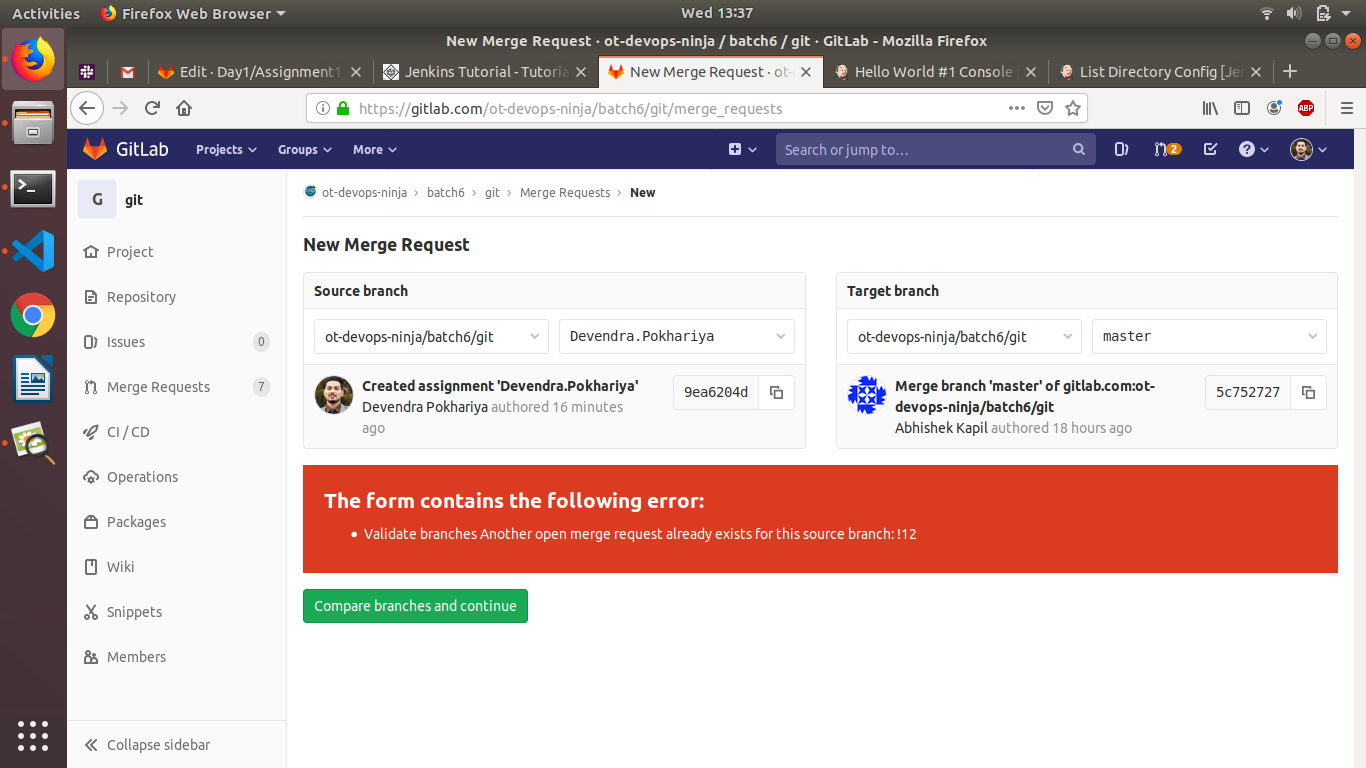 Activities Firefox Web Browser Wed 13:37
New Merge Request · ot-devops-ninja / batch6 / git · GitLab - Mozilla Firefox
Edit · Day1/Assignment1 Jenkins Tutorial - Tutoria New Merge Request · ot- Hello World #1 Console List Directory Config [Je
https://gitlab.com/ot-devops-ninja/batch6/git/merge_requests ABP
GitLab Projects Groups More Search or jump to... 2
G git
Project
Repository
Issues 0
Merge Requests 7
CI / CD
Operations
Packages
Wiki
Snippets
Members
Collapse sidebar
ot-devops-ninja > batch6 > git > Merge Requests > New
New Merge Request
Source branch
ot-devops-ninja/batch6/git Devendra.Pokhariya
Created assignment 'Devendra.Pokhariya' 9ea6204d
Devendra Pokhariya authored 16 minutes
ago
Target branch
ot-devops-ninja/batch6/git master
Merge branch 'master' of gitlab.com:ot- 5c752727
devops-ninja/batch6/git
Abhishek Kapil authored 18 hours ago
The form contains the following error:
• Validate branches Another open merge request already exists for this source branch: !12
Compare branches and continue